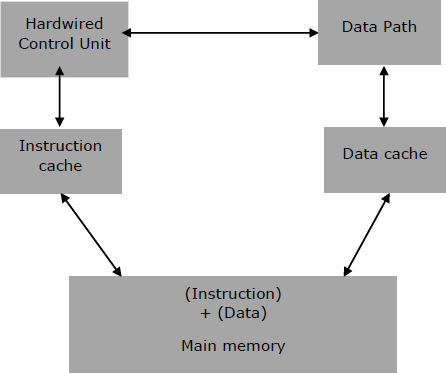 Hardwired
Control Unit
Data Path
Instruction
cache
Data cache
(Instruction)
+ (Data)
Main memory